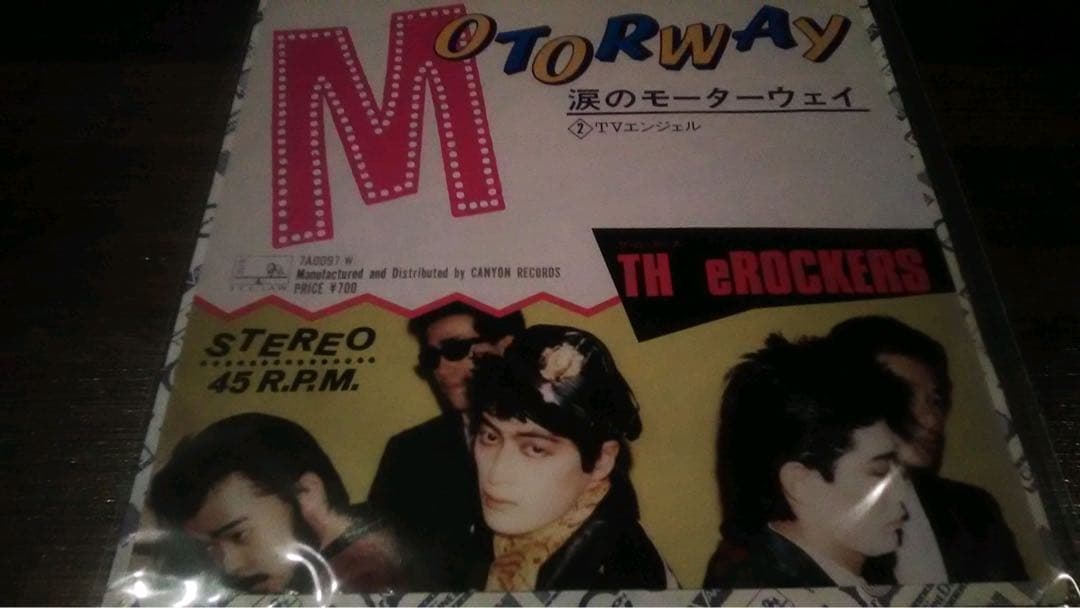 MOTORWAY
涙のモーターウェイ
② TVエンジェル
7A0097 W
Manufactured and Distributed by CANYON RECORDS
PRICE ¥700
TH eROCKERS
STEREO
45 R.P.M.